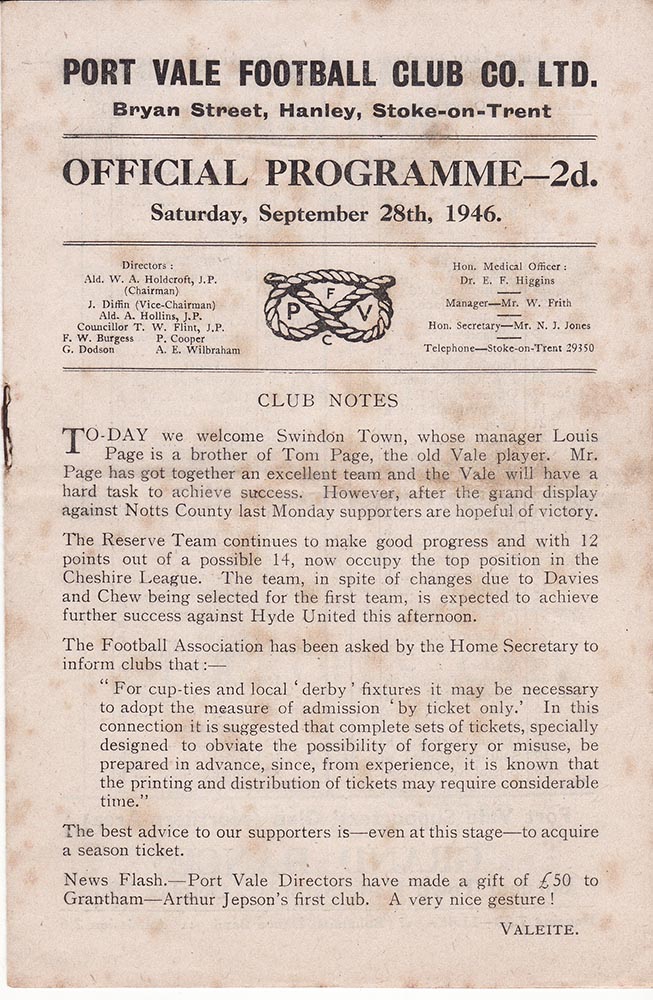 PORT VALE FOOTBALL CLUB CO. LTD.
Bryan Street, Hanley, Stoke-on-Trent
OFFICIAL PROGRAMME—2d.
Saturday, September 28th, 1946.
Directors :
Ald. W. A. Holdcroft, J.P.
(Chairman)
J. Diffin (Vice-Chairman)
Ald. A. Hollins, J.P.
Councillor T. W. Flint, J.P.
F. W. Burgess P. Cooper
G. Dodson A. E. Wilbraham
F
P V
C
Hon. Medical Officer :
Dr. E. F. Higgins
Manager—Mr. W. Frith
Hon. Secretary—Mr. N. J. Jones
Telephone—Stoke-on-Trent 29350
CLUB NOTES
TO-DAY we welcome Swindon Town, whose manager Louis
Page is a brother of Tom Page, the old Vale player. Mr.
Page has got together an excellent team and the Vale will have a
hard task to achieve success. However, after the grand display
against Notts County last Monday supporters are hopeful of victory.
The Reserve Team continues to make good progress and with 12
points out of a possible 14, now occupy the top position in the
Cheshire League. The team, in spite of changes due to Davies
and Chew being selected for the first team, is expected to achieve
further success against Hyde United this afternoon.
The Football Association has been asked by the Home Secretary to
inform clubs that :—
“ For cup-ties and local ‘ derby ’ fixtures it may be necessary
to adopt the measure of admission ‘ by ticket only.’ In this
connection it is suggested that complete sets of tickets, specially
designed to obviate the possibility of forgery or misuse, be
prepared in advance, since, from experience, it is known that
the printing and distribution of tickets may require considerable
time.”
The best advice to our supporters is—even at this stage—to acquire
a season ticket.
News Flash.—Port Vale Directors have made a gift of £50 to
Grantham—Arthur Jepson's first club. A very nice gesture !
VALEITE.